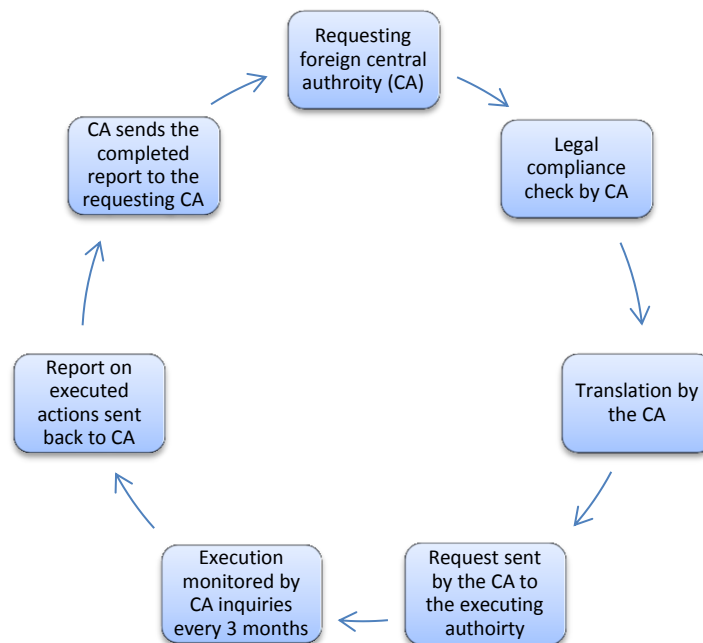 Requesting
foreign central
authroity (CA)
Legal
compliance
check by CA
Translation by
the CA
Request sent
by the CA to
the executing
authoirty
Execution
monitored by
CA inquiries
every 3 months
Report on
executed
actions sent
back to CA
CA sends the
completed
report to the
requesting CA